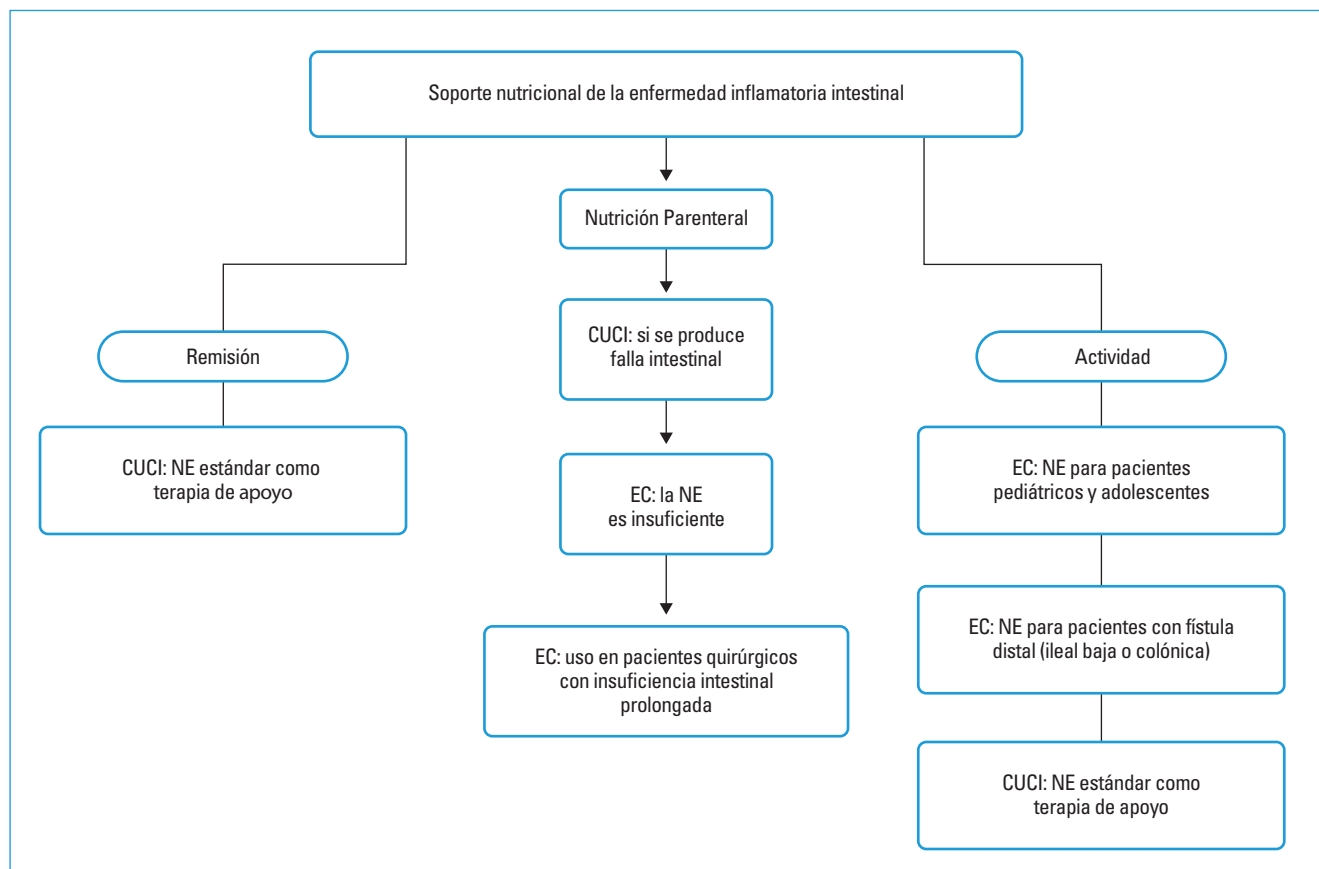 Soporte nutricional de la enfermedad inflamatoria intestinal
Nutrición Parenteral
CUCI: si se produce
falla intestinal
EC: la NE
es insuficiente
EC: uso en pacientes quirúrgicos
con insuficiencia intestinal
prolongada
Remisión
CUCI: NE estándar como
terapia de apoyo
Actividad
EC: NE para pacientes
pediátricos y adolescentes
EC: NE para pacientes con fístula
distal (ileal baja o colónica)
CUCI: NE estándar como
terapia de apoyo